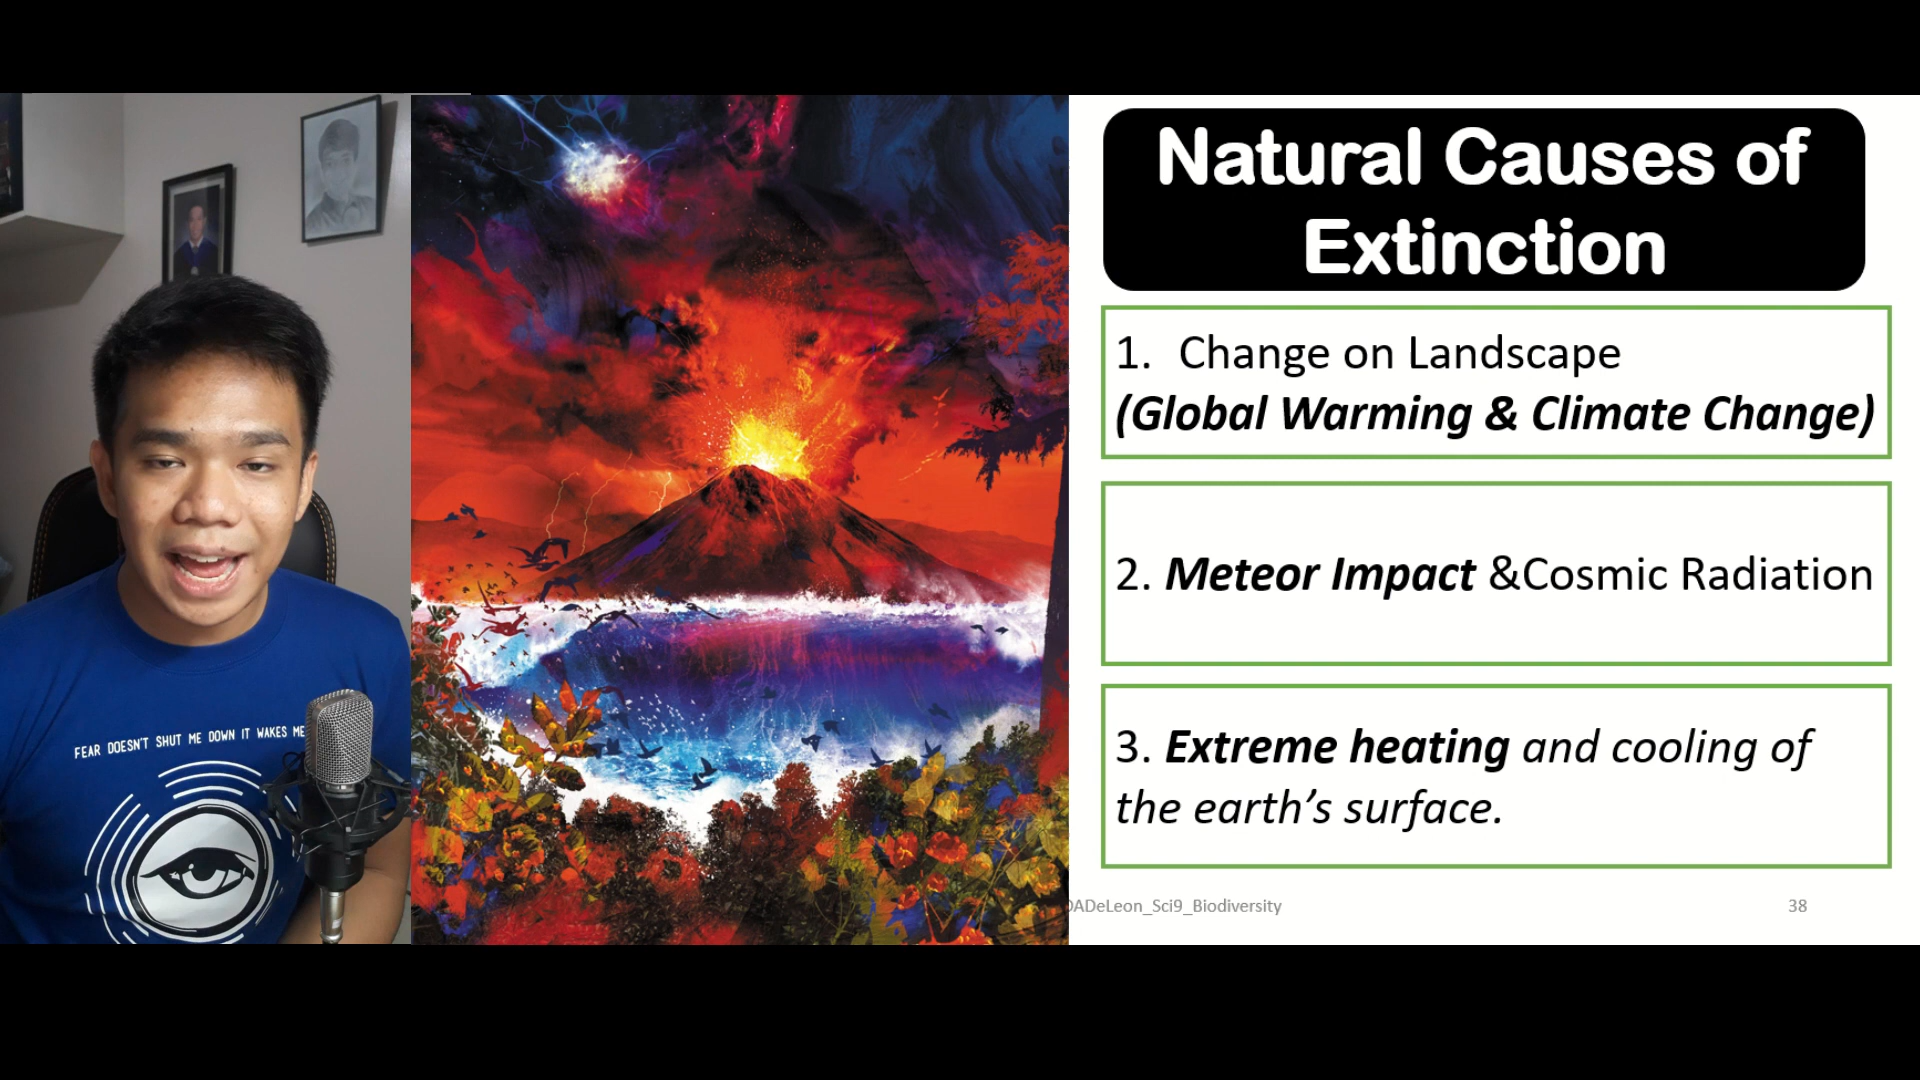 Natural Causes of
Extinction
1. Change on Landscape
(Global Warming & Climate Change)
2. Meteor Impact &Cosmic Radiation
3. Extreme heating and cooling of
the earth's surface.
DADeLeon_Sci9_Biodiversity
38
FEAR DOESN'T SHUT ME DOWN IT WAKES ME